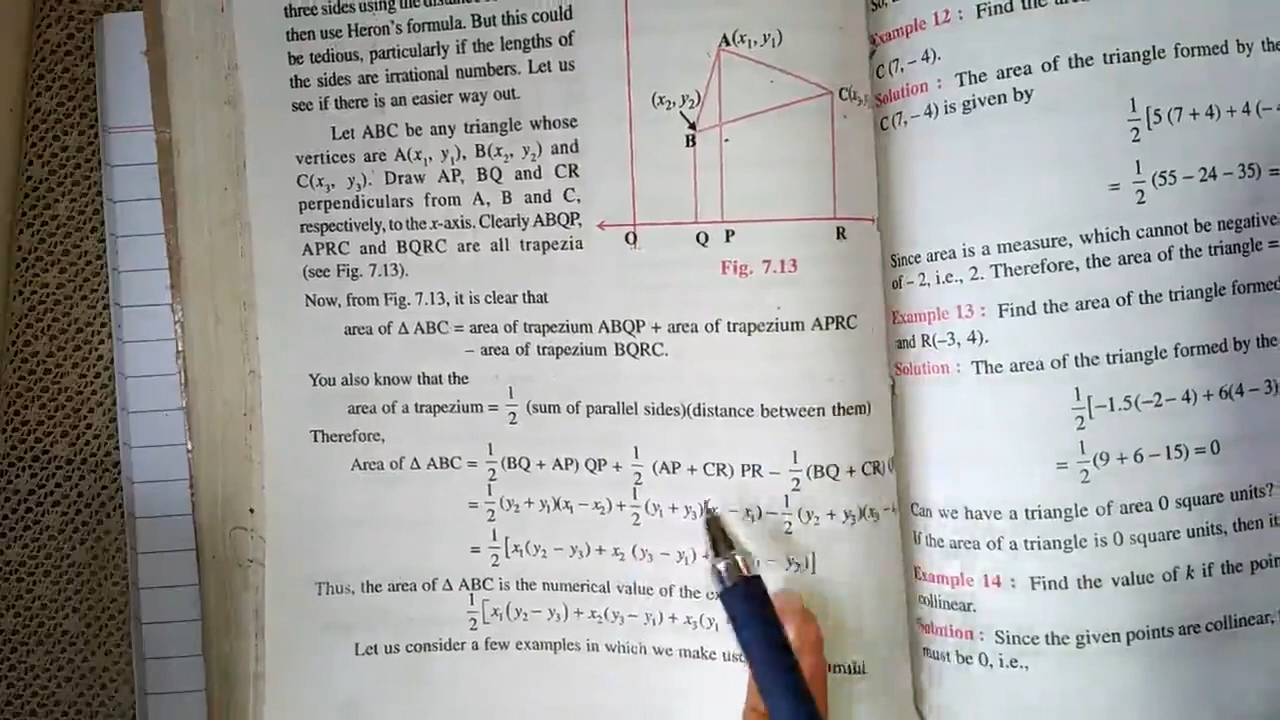 three sides using the distance
then use Heron's formula. But this could
be tedious, particularly if the lengths of
the sides are irrational numbers. Let us
see if there is an easier way out.
Let ABC be any triangle whose
vertices are A(x₁, y₁), B(x₂, y₂) and
C(x₃, y₃). Draw AP, BQ and CR
perpendiculars from A, B and C,
respectively, to the x-axis. Clearly ABQP,
APRC and BQRC are all trapezia
(see Fig. 7.13).
A(x₁, y₁)
(x₂, y₂)
C(x₃,
B
O Q P R
Fig. 7.13
Now, from Fig. 7.13, it is clear that
area of Δ ABC = area of trapezium ABQP + area of trapezium APRC
– area of trapezium BQRC.
You also know that the
area of a trapezium = 1/2 (sum of parallel sides)(distance between them)
Therefore,
Area of Δ ABC = 1/2 (BQ + AP) QP + 1/2 (AP + CR) PR – 1/2 (BQ + CR)
= 1/2 (y₂ + y₁)(x₁ – x₂) + 1/2 (y₁ + y₃)(x₃ – x₁) – 1/2 (y₂ + y₃)(x₃ –
= 1/2 [x₁(y₂ – y₃) + x₂ (y₃ – y₁) – y₂)]
Thus, the area of Δ ABC is the numerical value of the
1/2 [x₁(y₂ – y₃) + x₂(y₃ – y₁) + x₃(y₁
Let us consider a few examples in which we make use
Example 12 : Find the
C(7, – 4).
Solution : The area of the triangle formed by the
C(7, – 4) is given by
1/2 [5 (7 + 4) + 4 (–
= 1/2 (55 – 24 – 35) =
Since area is a measure, which cannot be negative
of – 2, i.e., 2. Therefore, the area of the triangle =
Example 13 : Find the area of the triangle formed
and R(–3, 4).
Solution : The area of the triangle formed by the
1/2 [–1.5(–2 – 4) + 6(4 – 3)
= 1/2 (9 + 6 – 15) = 0
Can we have a triangle of area 0 square units?
If the area of a triangle is 0 square units, then it
Example 14 : Find the value of k if the
collinear.
Solution : Since the given points are collinear,
must be 0, i.e.,